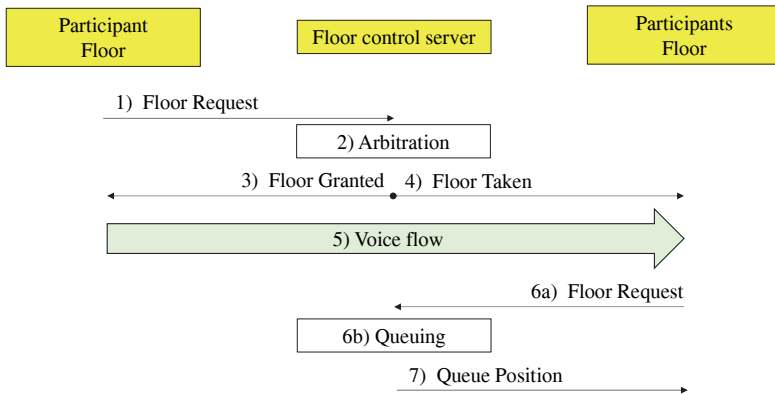 Participant
Floor
Floor control server
Participants
Floor
1) Floor Request
2) Arbitration
3) Floor Granted
4) Floor Taken
5) Voice flow
6a) Floor Request
6b) Queuing
7) Queue Position